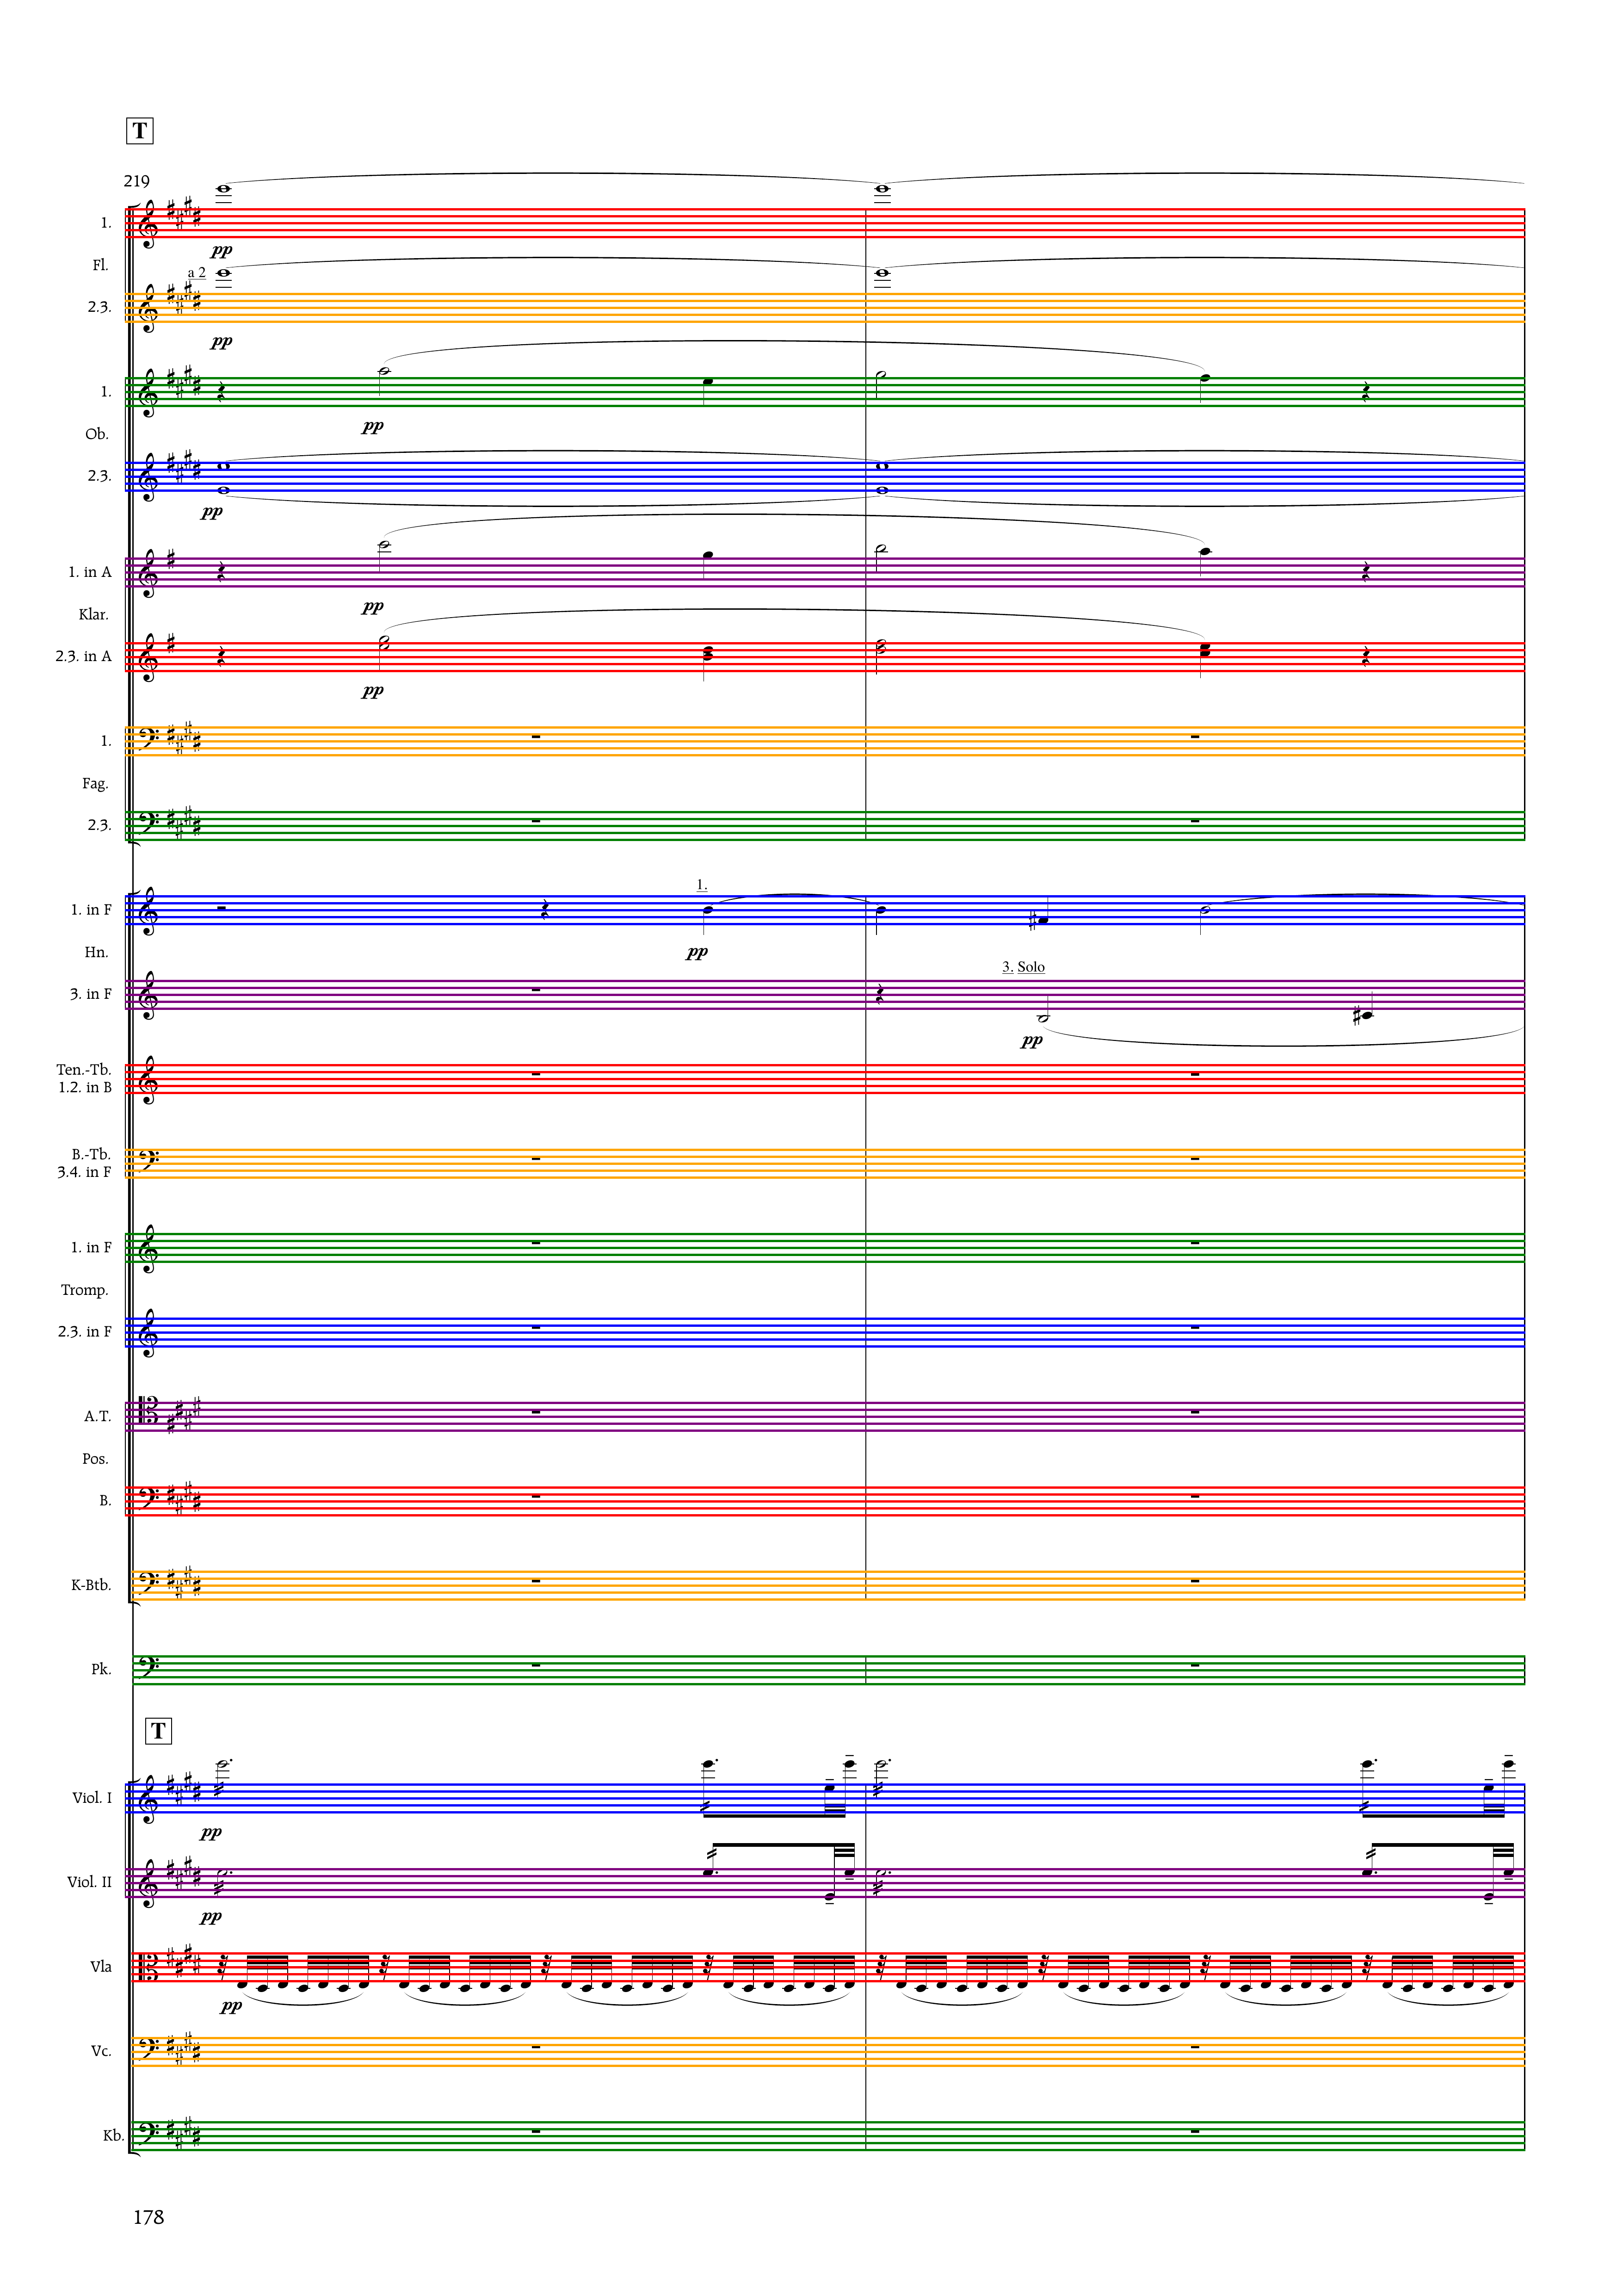 T
219
1.
pp
Fl.
a 2
2.3.
pp
1.
pp
Ob.
2.3.
pp
1. in A
pp
Klar.
2.3. in A
pp
1.
Fag.
2.3.
1.
1. in F
pp
Hn.
3. Solo
3. in F
pp
Ten.-Tb.
1.2. in B
B.-Tb.
3.4. in F
1. in F
Tromp.
2.3. in F
A.T.
Pos.
B.
K-Btb.
Pk.
T
Viol. I
pp
Viol. II
pp
Vla
pp
Vc.
Kb.
178